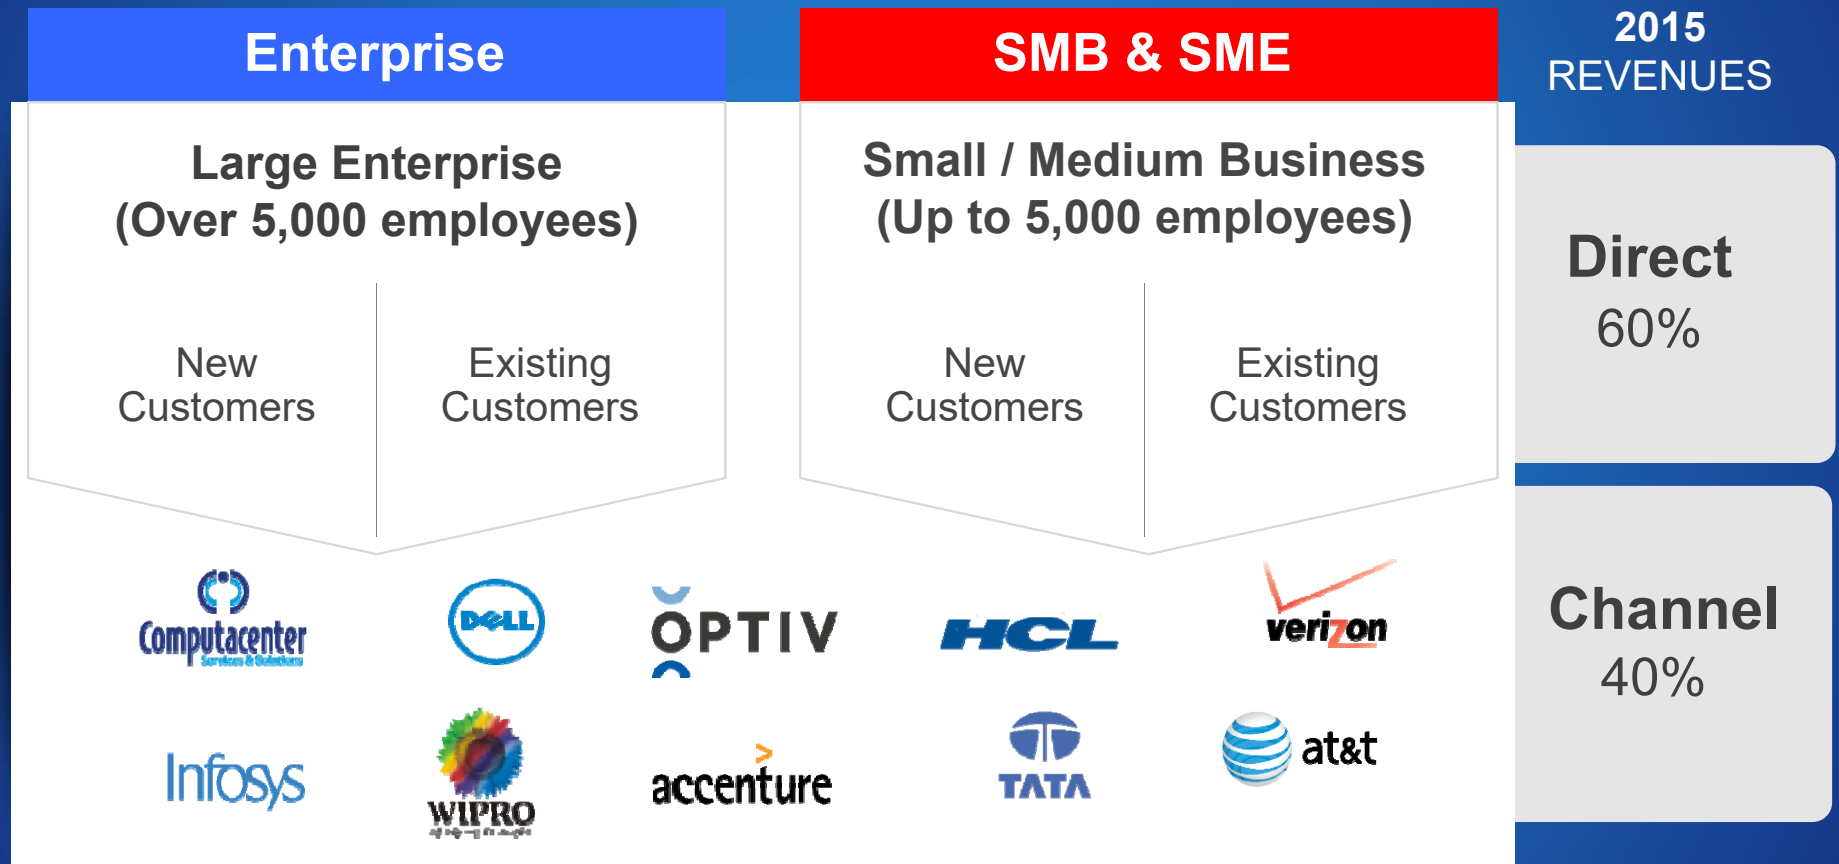 Enterprise
SMB & SME
2015
REVENUES
Large Enterprise
(Over 5,000 employees)
Small / Medium Business
(Up to 5,000 employees)
New
Customers
Existing
Customers
New
Customers
Existing
Customers
Direct
60%
Channel
40%
Computacenter
Services & Solutions
DELL
OPTIV
HCL
verizon
Infosys
WIPRO
accenture
>
TATA
at&t